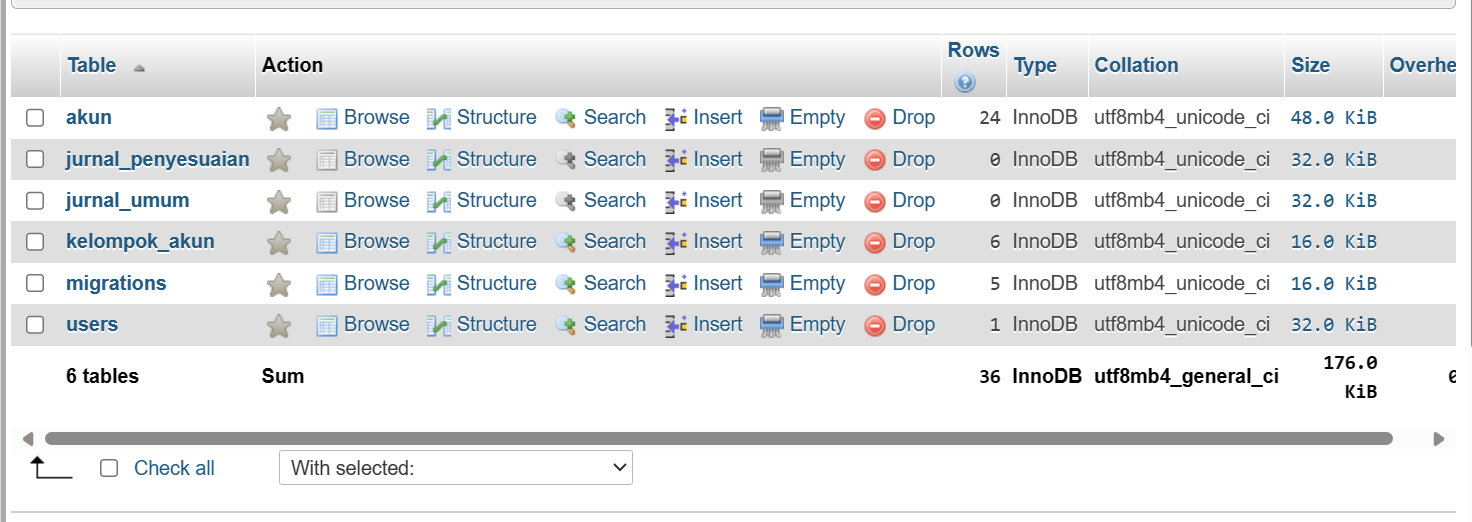 Table Action Rows Type Collation Size Overhe
akun Browse Structure Search Insert Empty Drop 24 InnoDB utf8mb4_unicode_ci 48.0 KiB
jurnal_penyesuaian Browse Structure Search Insert Empty Drop 0 InnoDB utf8mb4_unicode_ci 32.0 KiB
jurnal_umum Browse Structure Search Insert Empty Drop 0 InnoDB utf8mb4_unicode_ci 32.0 KiB
kelompok_akun Browse Structure Search Insert Empty Drop 6 InnoDB utf8mb4_unicode_ci 16.0 KiB
migrations Browse Structure Search Insert Empty Drop 5 InnoDB utf8mb4_unicode_ci 16.0 KiB
users Browse Structure Search Insert Empty Drop 1 InnoDB utf8mb4_unicode_ci 32.0 KiB
6 tables Sum 36 InnoDB utf8mb4_general_ci 176.0 KiB
Check all With selected: